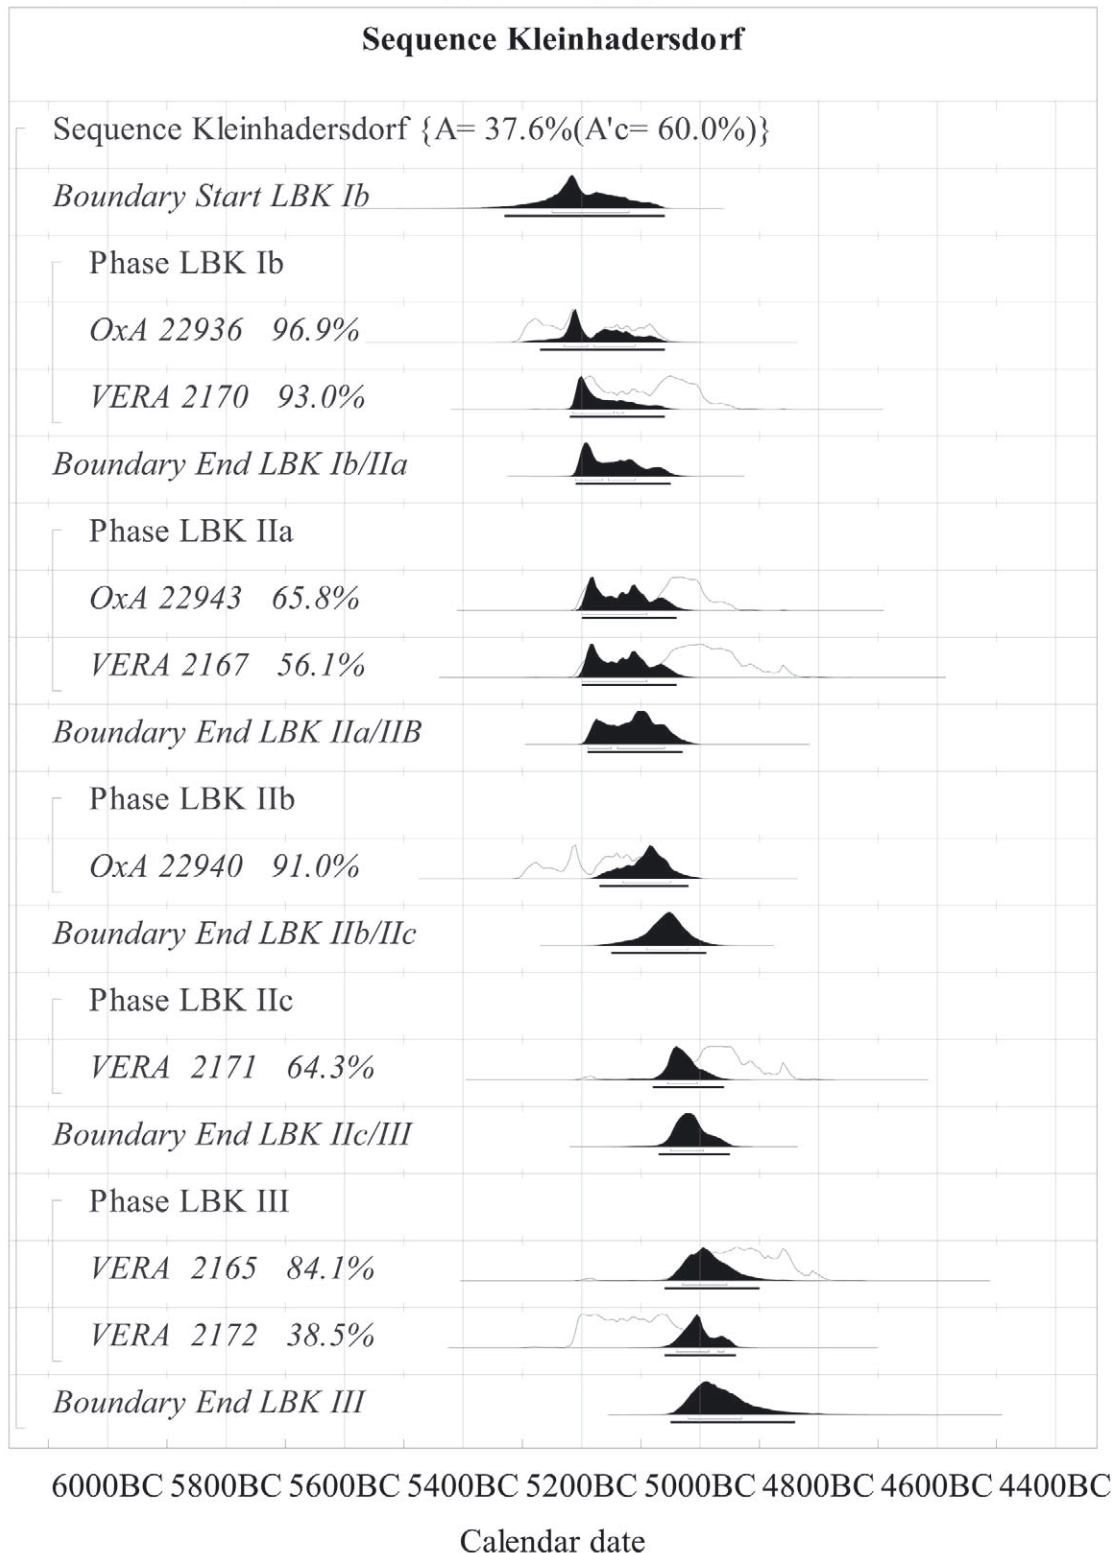 Sequence Kleinhadersdorf
Sequence Kleinhadersdorf {A= 37.6%(A'c= 60.0%)}
Boundary Start LBK Ib
Phase LBK Ib
OxA 22936 96.9%
VERA 2170 93.0%
Boundary End LBK Ib/IIa
Phase LBK IIa
OxA 22943 65.8%
VERA 2167 56.1%
Boundary End LBK IIa/IIB
Phase LBK IIb
OxA 22940 91.0%
Boundary End LBK IIb/IIc
Phase LBK IIc
VERA 2171 64.3%
Boundary End LBK IIc/III
Phase LBK III
VERA 2165 84.1%
VERA 2172 38.5%
Boundary End LBK III
6000BC 5800BC 5600BC 5400BC 5200BC 5000BC 4800BC 4600BC 4400BC
Calendar date